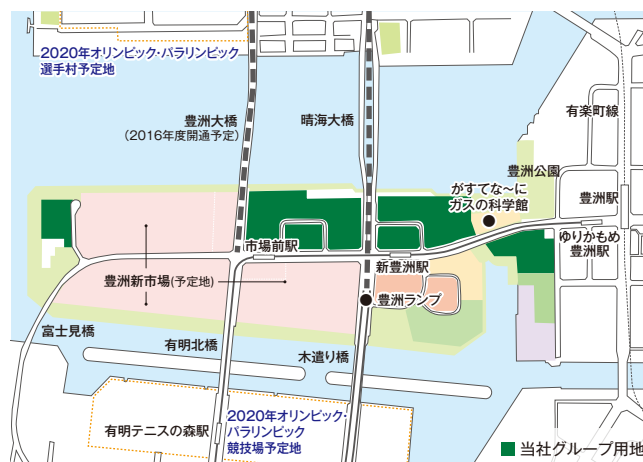 2020年オリンピック・パラリンピック
選手村予定地
豊洲大橋
(2016年度開通予定)
晴海大橋
有楽町線
豊洲公園
がすてな～に
ガスの科学館
豊洲駅
ゆりかもめ
豊洲駅
市場前駅
新豊洲駅
豊洲新市場(予定地)
豊洲ランプ
富士見橋
有明北橋
木遣り橋
2020年オリンピック・
パラリンピック
競技場予定地
有明テニスの森駅
当社グループ用地